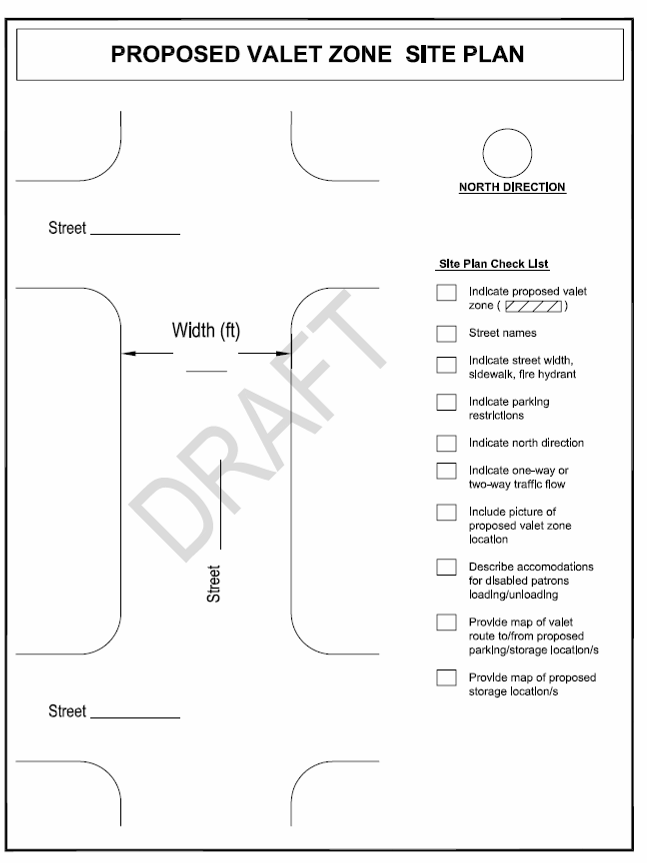 PROPOSED VALET ZONE SITE PLAN
NORTH DIRECTION
Street
Width (ft)
DRAFT
Street
Street
Site Plan Check List
Indicate proposed valet
zone ( )
Street names
Indicate street width,
sidewalk, fire hydrant
Indicate parking
restrictions
Indicate north direction
Indicate one-way or
two-way traffic flow
Include picture of
proposed valet zone
location
Describe accomodations
for disabled patrons
loading/unloading
Provide map of valet
route to/from proposed
parking/storage location/s
Provide map of proposed
storage location/s